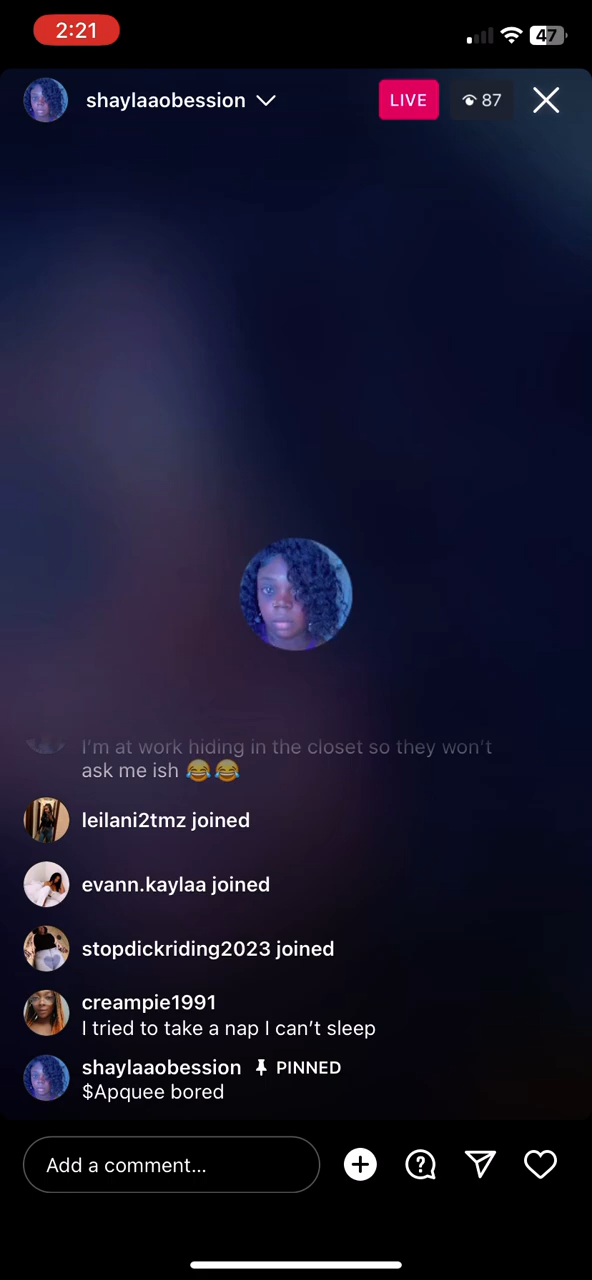 2:21
47
shaylaaobession
LIVE
87
I'm at work hiding in the closet so they won't
ask me ish 😂😂
leilani2tmz joined
evann.kaylaa joined
stopdickriding2023 joined
creampie1991
I tried to take a nap I can't sleep
shaylaaobession PINNED
$Apquee bored
Add a comment...